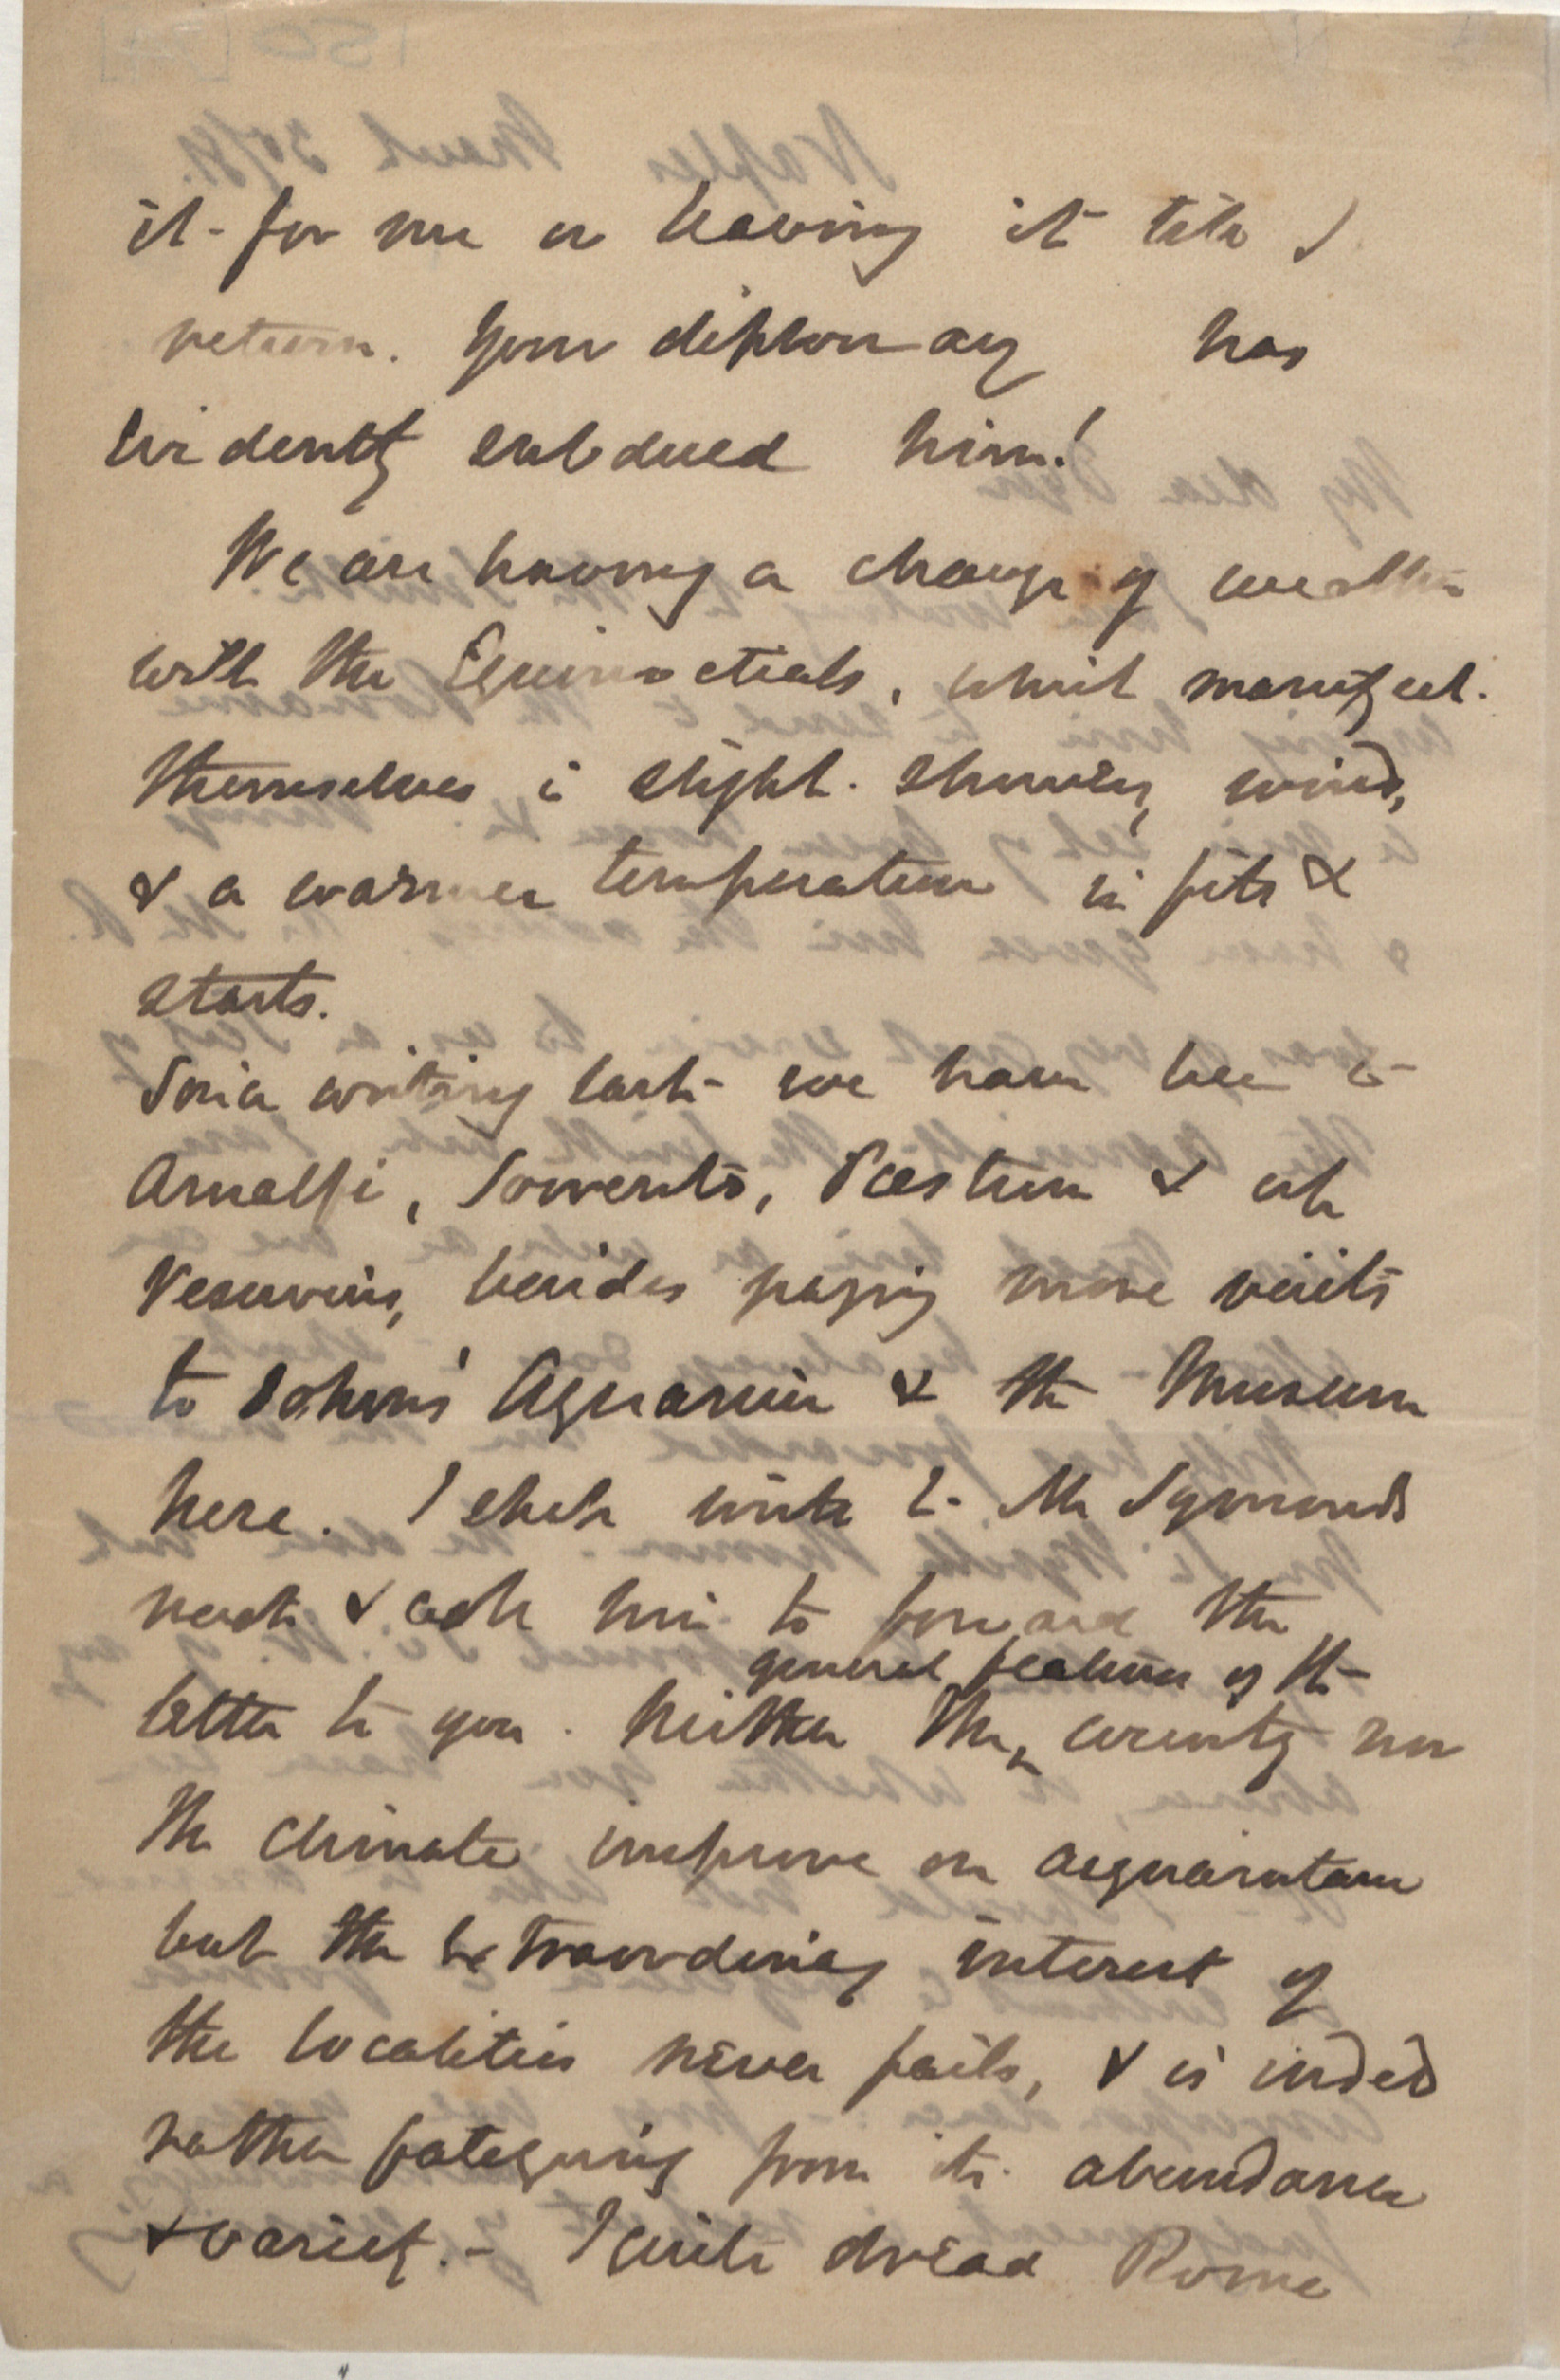 it for me or leaving it till I
return. Your diplomacy has
evidently subdued him!
We are having a change of weather
with the Equinoctials, which manifest
themselves in slight showers, winds,
& a warmer temperature in fits &
starts.
Since writing last we have been to
Amalfi, Sorrento, Pæstum & up
Vesuvius, besides paying more visits
to Dohrn's Aquarium & the Museum
here. I shall write to Mr Symonds
next & ask him to forward the
general features of the
letter to you. Neither the ‸ country nor
the climate improve on acquaintance
but the extraordinary interest of
the localities never fails, & is indeed
rather fateguing from its abundance
& variety. – I quite dread Rome